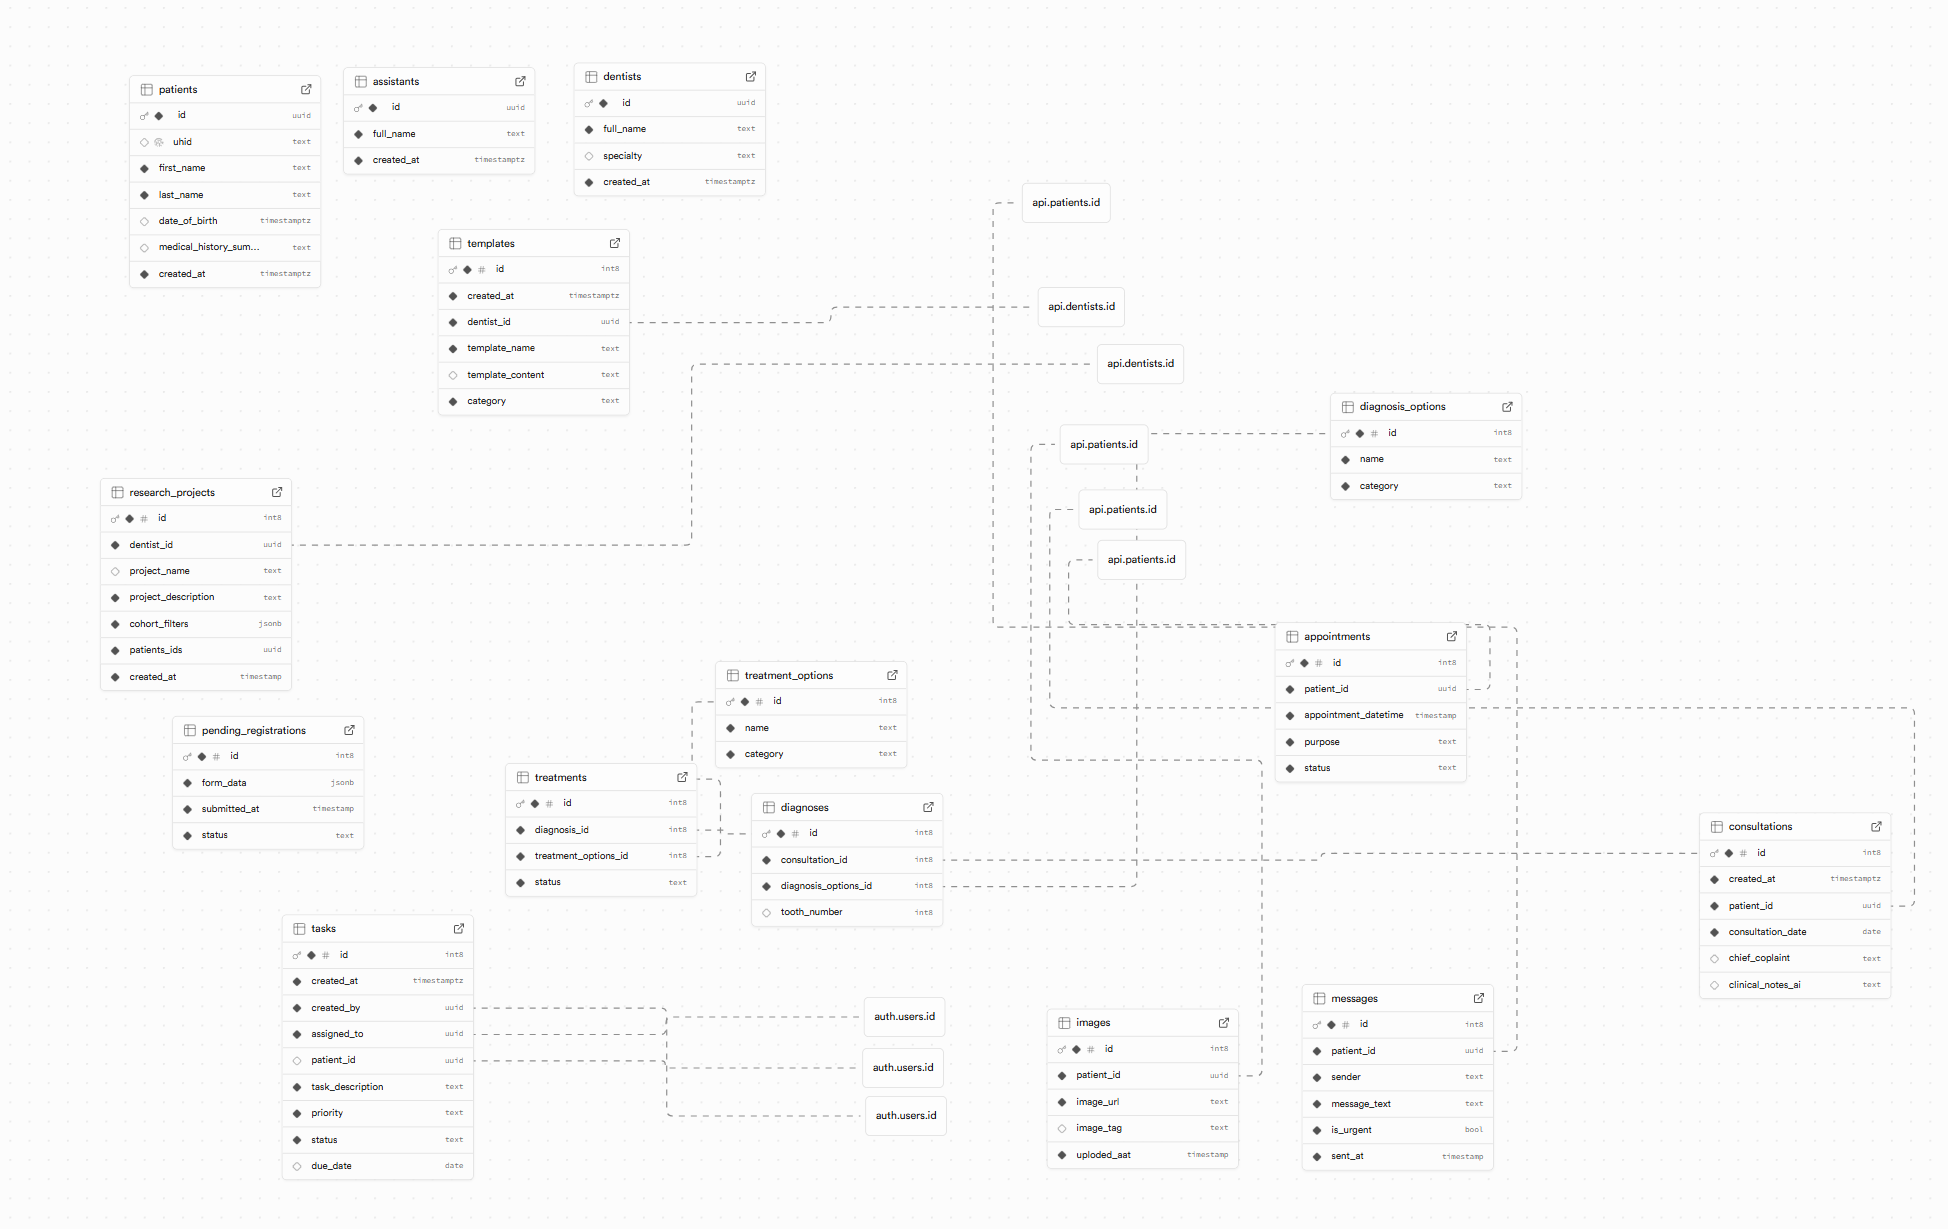 patients
id uuid
uhid text
first_name text
last_name text
date_of_birth timestamptz
medical_history_sum... text
created_at timestamptz
assistants
id uuid
full_name text
created_at timestamptz
dentists
id uuid
full_name text
specialty text
created_at timestamptz
templates
# id int8
created_at timestamptz
dentist_id uuid
template_name text
template_content text
category text
api.patients.id
api.dentists.id
api.dentists.id
api.patients.id
api.patients.id
api.patients.id
diagnosis_options
# id int8
name text
category text
research_projects
# id int8
dentist_id uuid
project_name text
project_description text
cohort_filters jsonb
patients_ids uuid
created_at timestamp
appointments
# id int8
patient_id uuid
appointment_datetime timestamp
purpose text
status text
treatment_options
# id int8
name text
category text
pending_registrations
# id int8
form_data jsonb
submitted_at timestamp
status text
treatments
# id int8
diagnosis_id int8
treatment_options_id int8
status text
diagnoses
# id int8
consultation_id int8
diagnosis_options_id int8
tooth_number int8
consultations
# id int8
created_at timestamptz
patient_id uuid
consultation_date date
chief_coplaint text
clinical_notes_ai text
tasks
# id int8
created_at timestamptz
created_by uuid
assigned_to uuid
patient_id uuid
task_description text
priority text
status text
due_date date
auth.users.id
auth.users.id
auth.users.id
images
# id int8
patient_id uuid
image_url text
image_tag text
uploded_aat timestamp
messages
# id int8
patient_id uuid
sender text
message_text text
is_urgent bool
sent_at timestamp